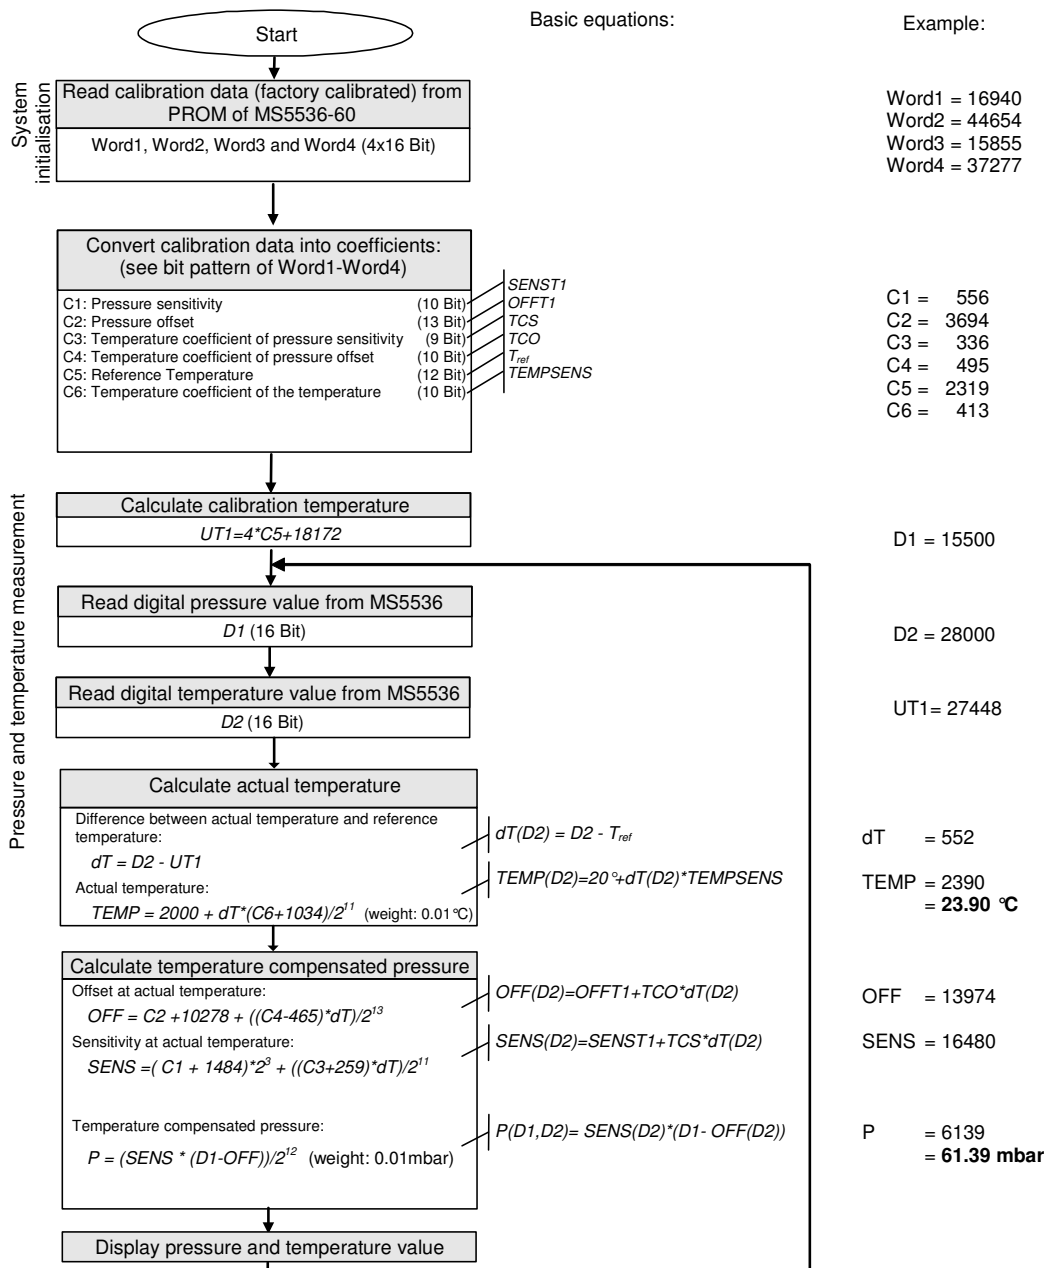 Basic equations:
Example:
Start
System
initialisation
Read calibration data (factory calibrated) from
PROM of MS5536-60
Word1, Word2, Word3 and Word4 (4x16 Bit)
Word1 = 16940
Word2 = 44654
Word3 = 15855
Word4 = 37277
Convert calibration data into coefficients:
(see bit pattern of Word1-Word4)
C1: Pressure sensitivity (10 Bit) SENST1
C2: Pressure offset (13 Bit) OFFT1
C3: Temperature coefficient of pressure sensitivity (9 Bit) TCS
C4: Temperature coefficient of pressure offset (10 Bit) TCO
C5: Reference Temperature (12 Bit) Tref
C6: Temperature coefficient of the temperature (10 Bit) TEMPSENS
C1 = 556
C2 = 3694
C3 = 336
C4 = 495
C5 = 2319
C6 = 413
Pressure and temperature measurement
Calculate calibration temperature
UT1=4*C5+18172
D1 = 15500
Read digital pressure value from MS5536
D1 (16 Bit)
D2 = 28000
Read digital temperature value from MS5536
D2 (16 Bit)
UT1= 27448
Calculate actual temperature
Difference between actual temperature and reference
temperature:
dT = D2 - UT1
dT(D2) = D2 - Tref
dT = 552
Actual temperature:
TEMP = 2000 + dT*(C6+1034)/2¹¹ (weight: 0.01°C)
TEMP(D2)=20°+dT(D2)*TEMPSENS
TEMP = 2390
= 23.90 °C
Calculate temperature compensated pressure
Offset at actual temperature:
OFF = C2 +10278 + ((C4-465)*dT)/2¹³
OFF(D2)=OFFT1+TCO*dT(D2)
OFF = 13974
Sensitivity at actual temperature:
SENS =( C1 + 1484)*2³ + ((C3+259)*dT)/2¹¹
SENS(D2)=SENST1+TCS*dT(D2)
SENS = 16480
Temperature compensated pressure:
P = (SENS * (D1-OFF))/2¹² (weight: 0.01mbar)
P(D1,D2)= SENS(D2)*(D1- OFF(D2))
P = 6139
= 61.39 mbar
Display pressure and temperature value